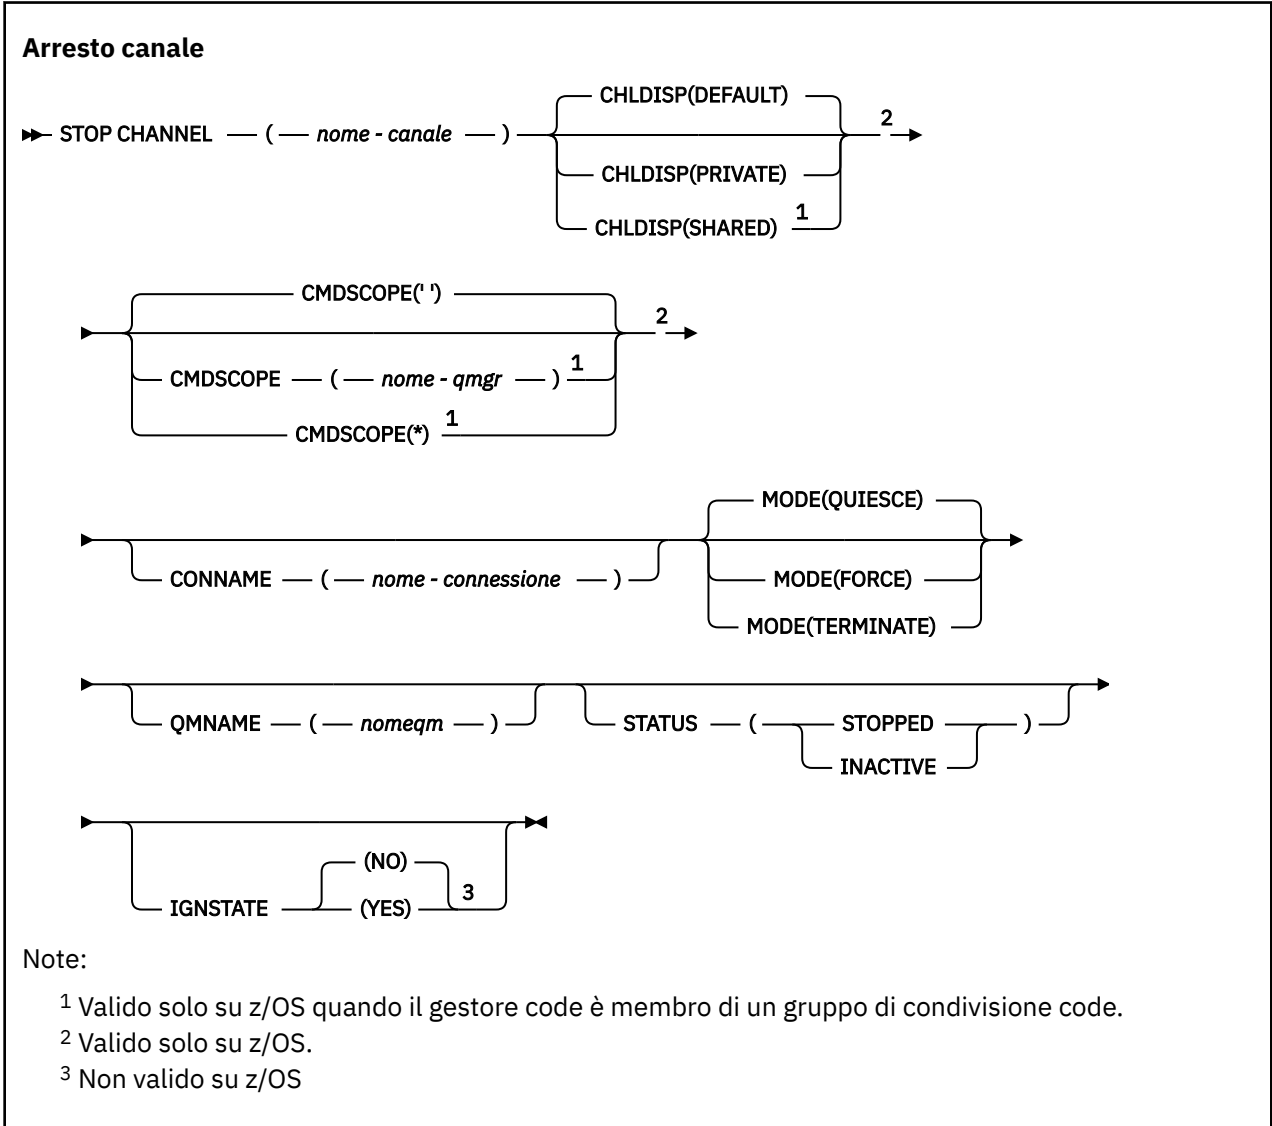 Arresto canale
CHLDISP(DEFAULT)
STOP CHANNEL ( nome - canale ) 2
CHLDISP(PRIVATE)
CHLDISP(SHARED) 1
CMDSCOPE(' ')
2
CMDSCOPE ( nome - qmgr ) 1
CMDSCOPE(*) 1
MODE(QUIESCE)
CONNAME ( nome - connessione ) MODE(FORCE)
MODE(TERMINATE)
QMNAME ( nomeqm ) STATUS ( STOPPED )
INACTIVE
(NO)
IGNSTATE (YES) 3
Note:
1 Valido solo su z/OS quando il gestore code è membro di un gruppo di condivisione code.
2 Valido solo su z/OS.
3 Non valido su z/OS